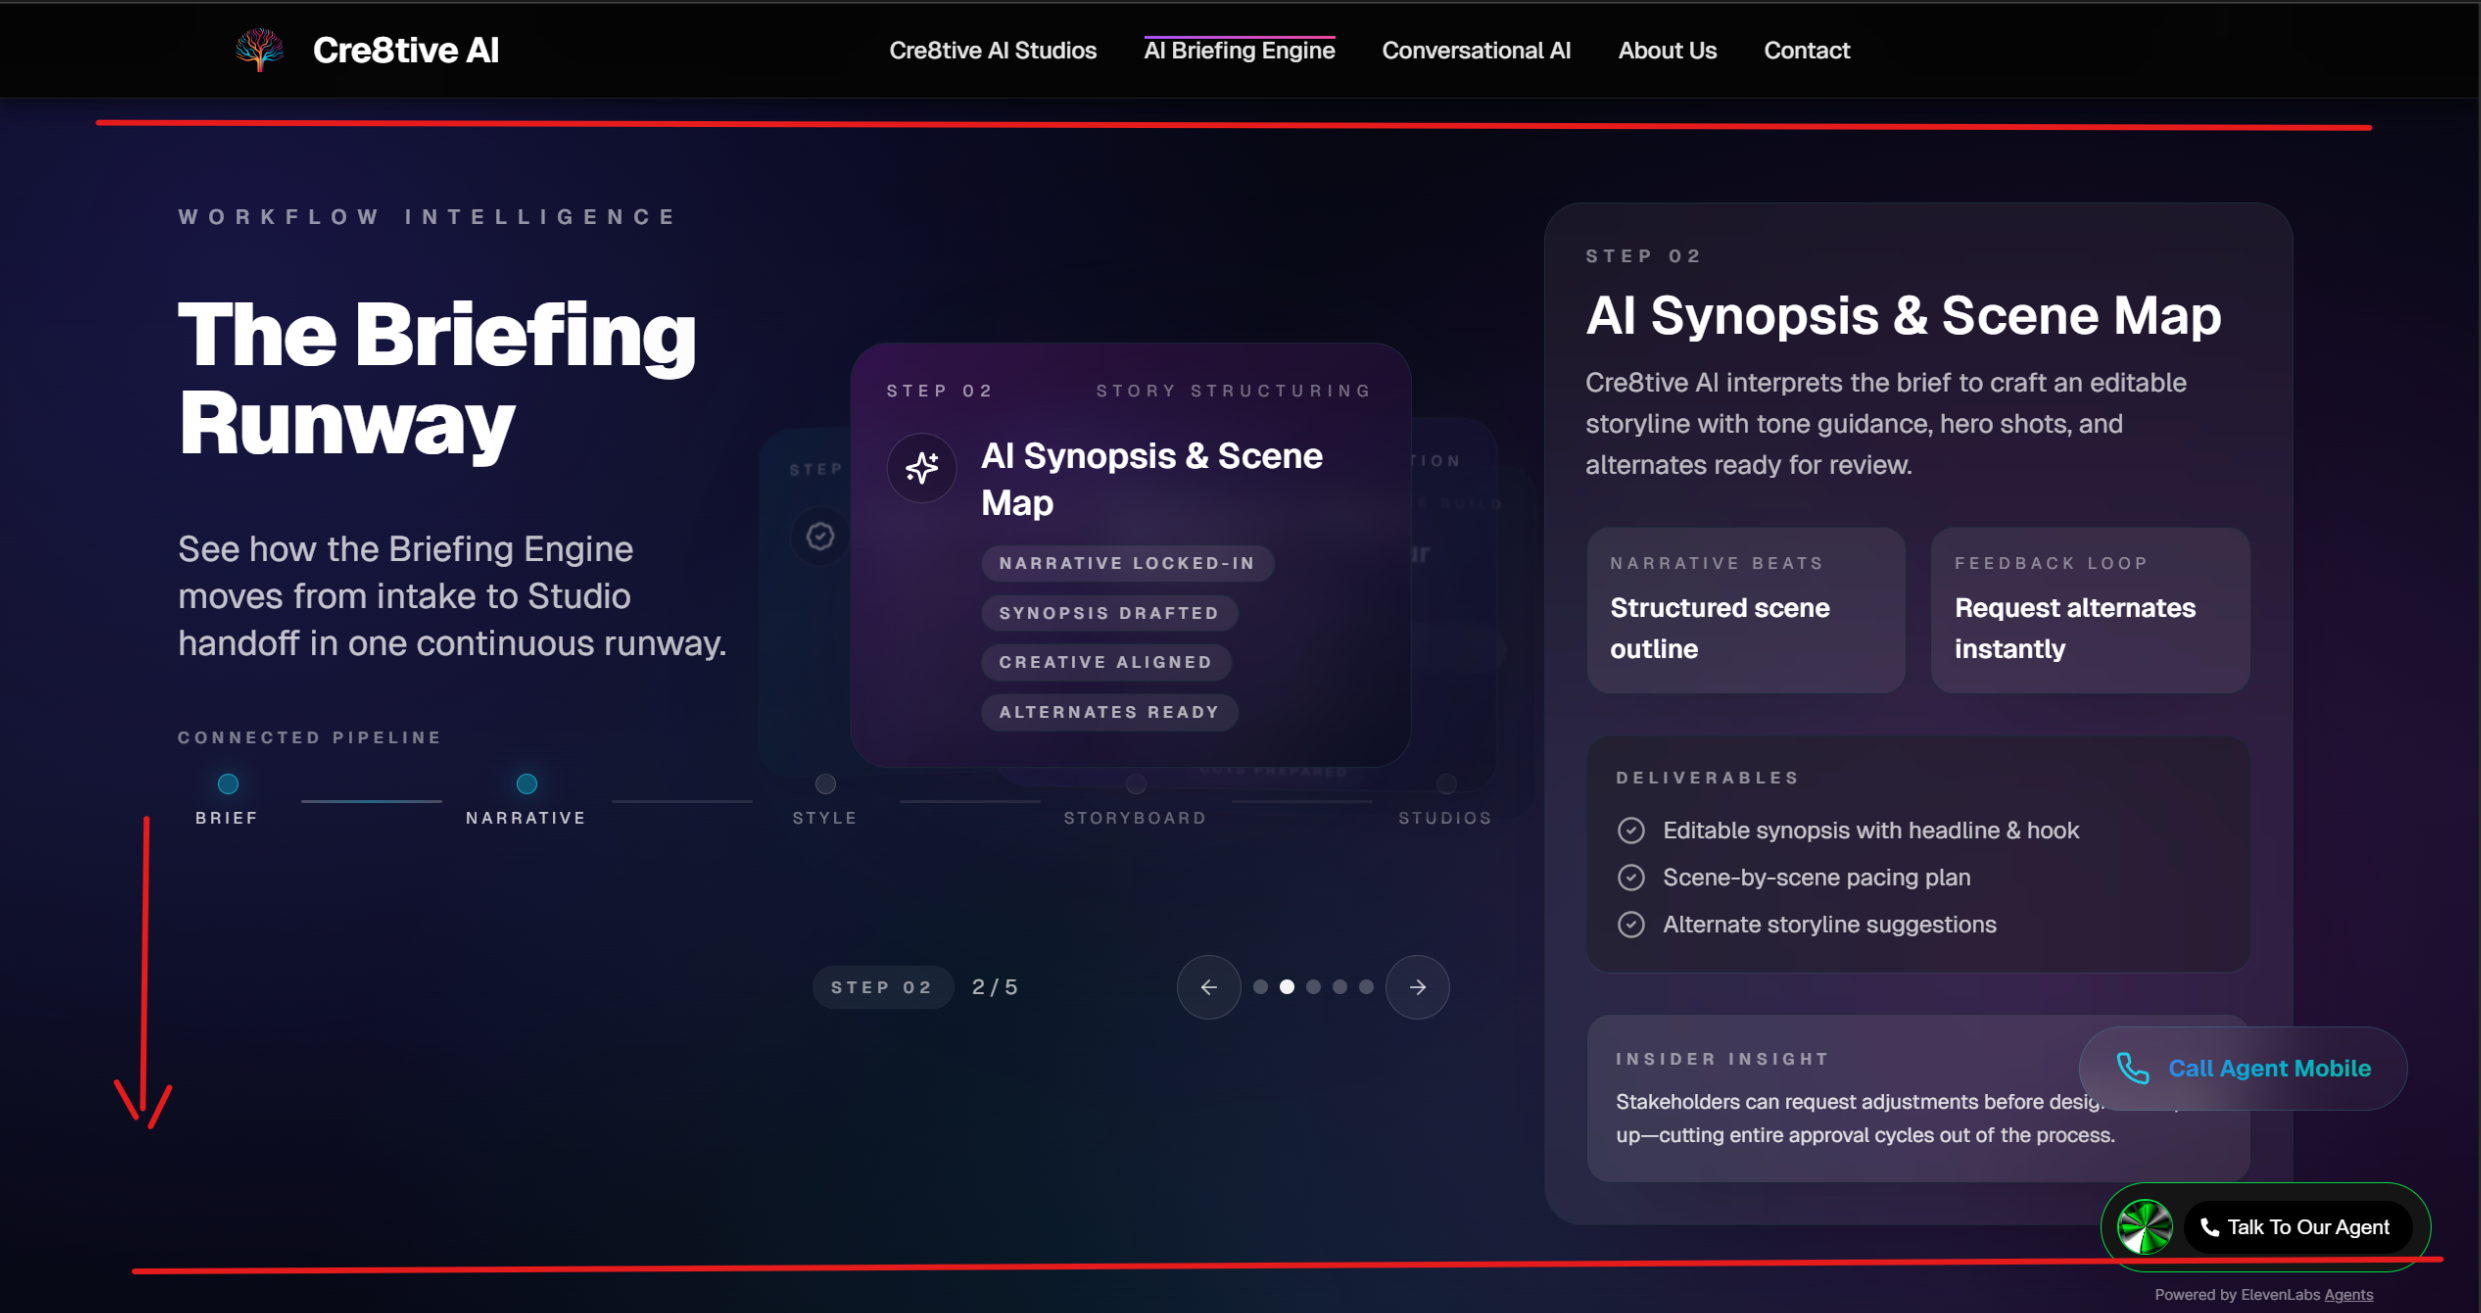 Cre8tive AI
Cre8tive AI Studios
AI Briefing Engine
Conversational AI
About Us
Contact
WORKFLOW INTELLIGENCE
The Briefing
Runway
See how the Briefing Engine
moves from intake to Studio
handoff in one continuous runway.
CONNECTED PIPELINE
BRIEF
NARRATIVE
STYLE
STORYBOARD
STUDIOS
STEP
STEP 02
STORY STRUCTURING
AI Synopsis & Scene
Map
NARRATIVE LOCKED-IN
SYNOPSIS DRAFTED
CREATIVE ALIGNED
ALTERNATES READY
BUILD
PREPARED
STEP 02
2 / 5
STEP 02
AI Synopsis & Scene Map
Cre8tive AI interprets the brief to craft an editable
storyline with tone guidance, hero shots, and
alternates ready for review.
NARRATIVE BEATS
Structured scene
outline
FEEDBACK LOOP
Request alternates
instantly
DELIVERABLES
Editable synopsis with headline & hook
Scene-by-scene pacing plan
Alternate storyline suggestions
INSIDER INSIGHT
Stakeholders can request adjustments before
up—cutting entire approval cycles out of the process.
Call Agent Mobile
Talk To Our Agent
Powered by ElevenLabs Agents